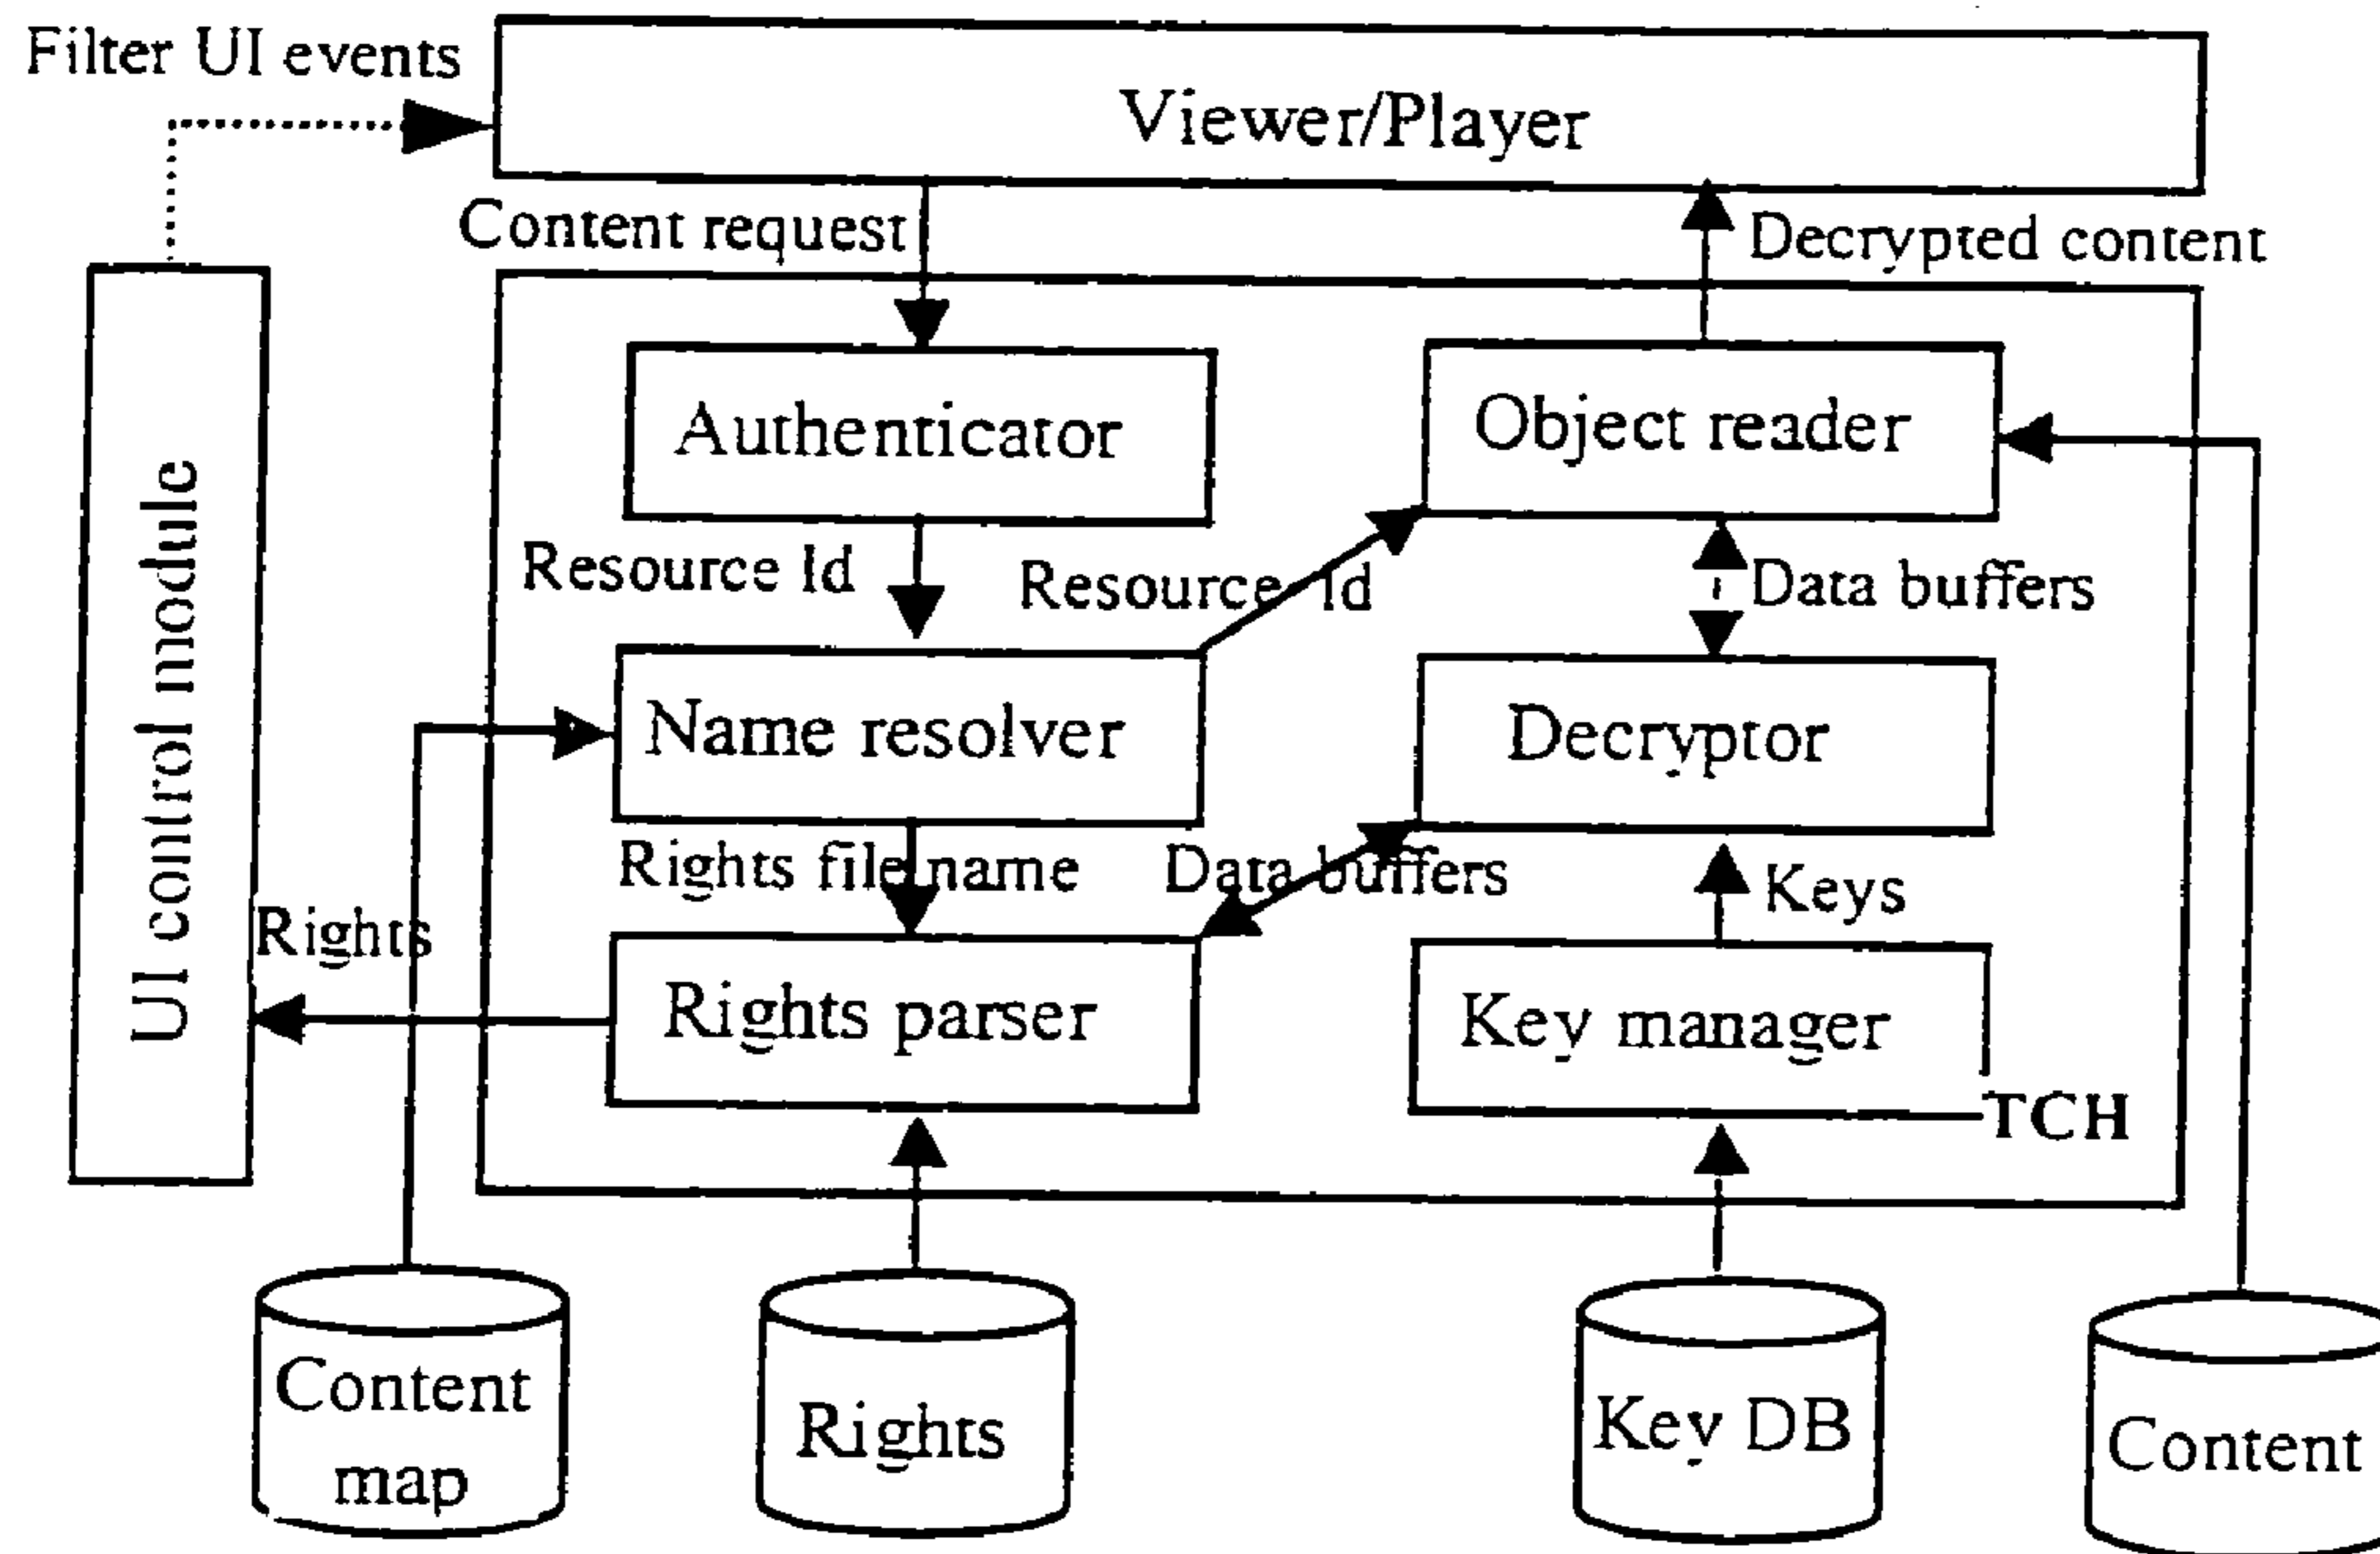 Filter UI events
Viewer/Player
Content request
Decrypted content
Authenticator
Object reader
UI control module
Resource Id
Resource Id
Data buffers
Name resolver
Decryptor
Rights file name
Data buffers
Keys
Rights
Rights parser
Key manager
TCH
Content
map
Rights
Key DB
Content